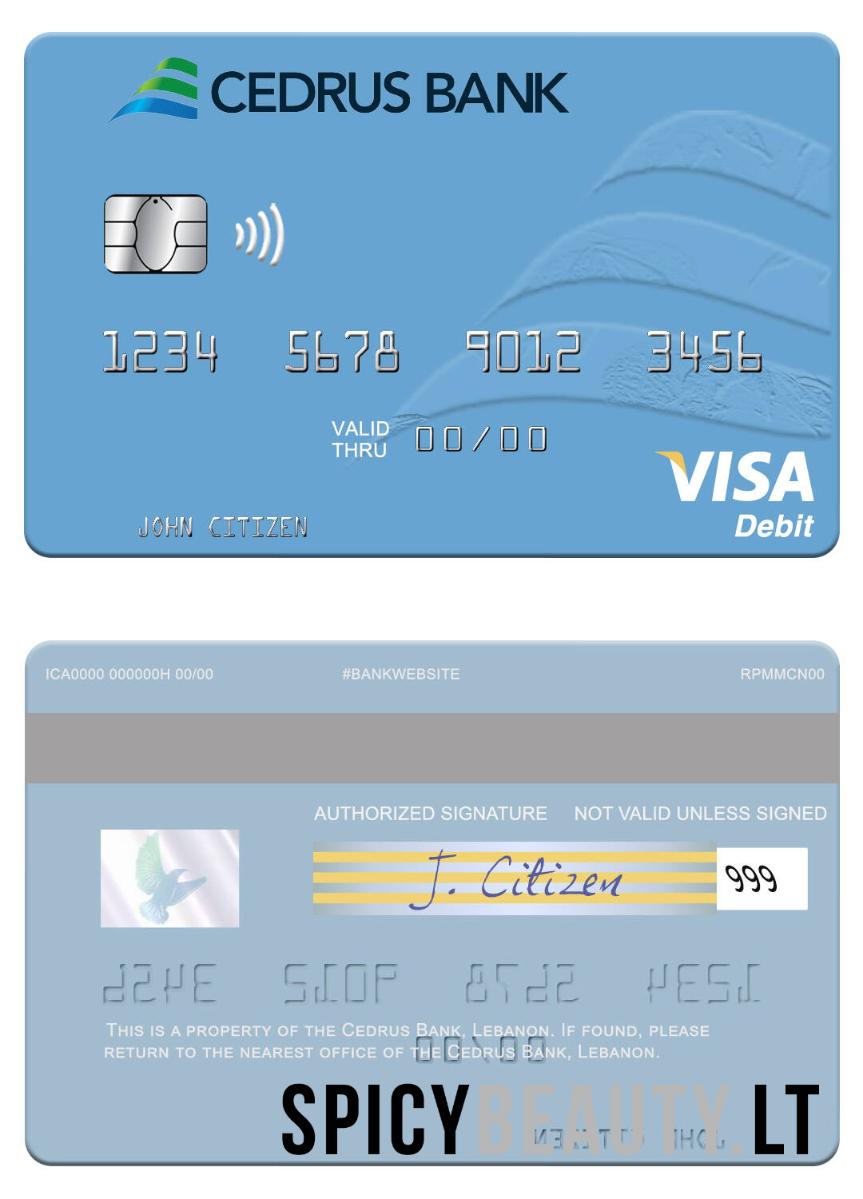 CEDRUS BANK
1234 5678 9012 3456
VALID THRU 00/00
VISA
Debit
JOHN CITIZEN
ICA0000 000000H 00/00 #BANKWEBSITE RPMMCN00
AUTHORIZED SIGNATURE NOT VALID UNLESS SIGNED
J. Citizen 999
THIS IS A PROPERTY OF THE CEDRUS BANK, LEBANON. IF FOUND, PLEASE
RETURN TO THE NEAREST OFFICE OF THE CEDRUS BANK, LEBANON.
SPICYBEAUTY.LT